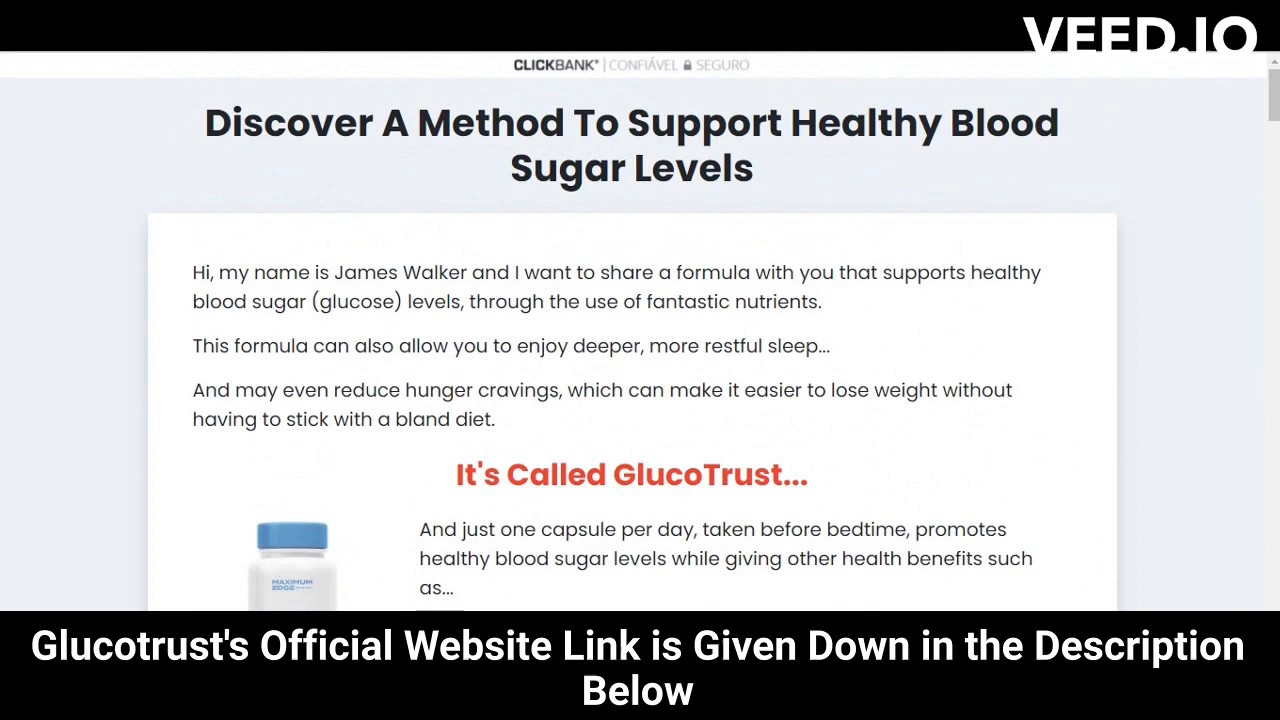 VEED.IO
CLICKBANK® | CONFIÁVEL SEGURO
Discover A Method To Support Healthy Blood
Sugar Levels
Hi, my name is James Walker and I want to share a formula with you that supports healthy
blood sugar (glucose) levels, through the use of fantastic nutrients.
This formula can also allow you to enjoy deeper, more restful sleep...
And may even reduce hunger cravings, which can make it easier to lose weight without
having to stick with a bland diet.
It's Called GlucoTrust...
And just one capsule per day, taken before bedtime, promotes
healthy blood sugar levels while giving other health benefits such
as...
MAXIMUM
EDGE
Glucotrust's Official Website Link is Given Down in the Description
Below